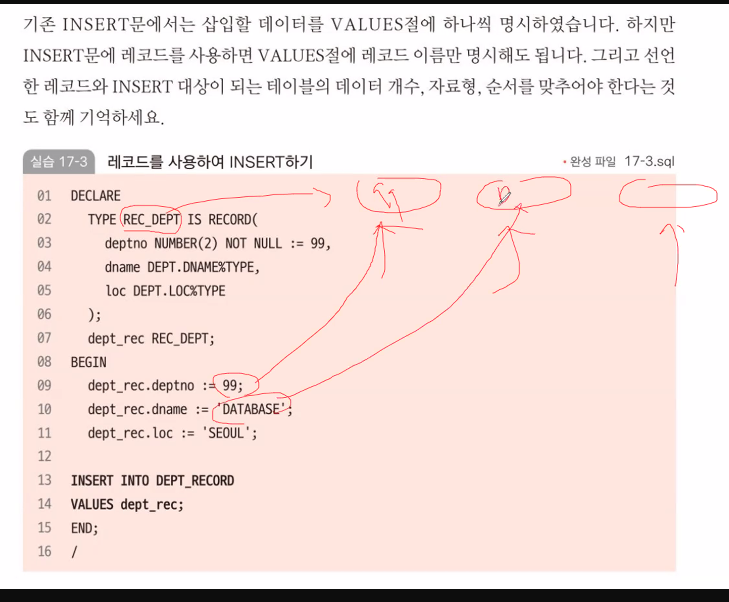 기존 INSERT문에서는 삽입할 데이터를 VALUES절에 하나씩 명시하였습니다. 하지만
INSERT문에 레코드를 사용하면 VALUES절에 레코드 이름만 명시해도 됩니다. 그리고 선언
한 레코드와 INSERT 대상이 되는 테이블의 데이터 개수, 자료형, 순서를 맞추어야 한다는 것
도 함께 기억하세요.
실습 17-3 레코드를 사용하여 INSERT하기 • 완성 파일 17-3.sql
01 DECLARE
02 TYPE REC_DEPT IS RECORD(
03 deptno NUMBER(2) NOT NULL := 99,
04 dname DEPT.DNAME%TYPE,
05 loc DEPT.LOC%TYPE
06 );
07 dept_rec REC_DEPT;
08 BEGIN
09 dept_rec.deptno := 99;
10 dept_rec.dname := 'DATABASE';
11 dept_rec.loc := 'SEOUL';
12
13 INSERT INTO DEPT_RECORD
14 VALUES dept_rec;
15 END;
16 /